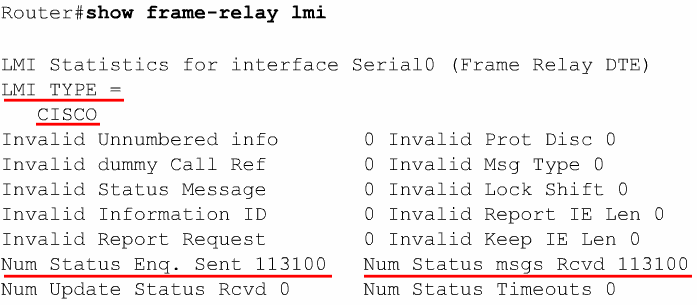 Router#show frame-relay lmi
LMI Statistics for interface Serial0 (Frame Relay DTE)
LMI TYPE =
CISCO
Invalid Unnumbered info 0 Invalid Prot Disc 0
Invalid dummy Call Ref 0 Invalid Msg Type 0
Invalid Status Message 0 Invalid Lock Shift 0
Invalid Information ID 0 Invalid Report IE Len 0
Invalid Report Request 0 Invalid Keep IE Len 0
Num Status Enq. Sent 113100 Num Status msgs Rcvd 113100
Num Update Status Rcvd 0 Num Status Timeouts 0